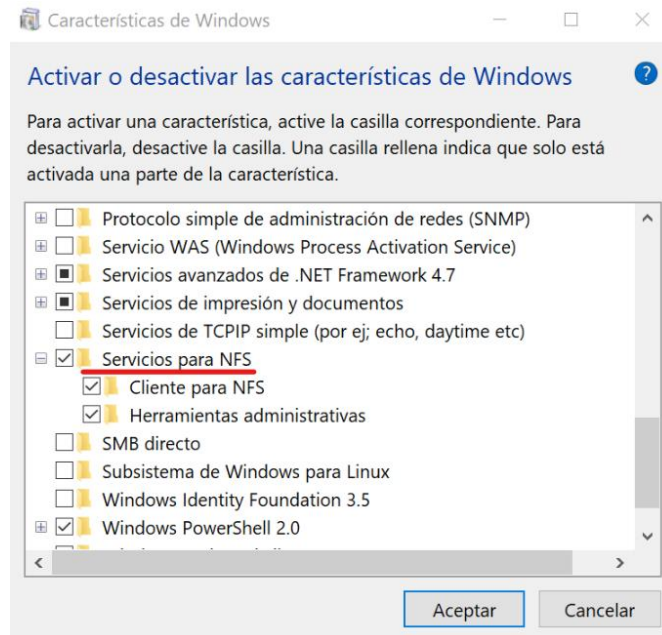 Características de Windows
Activar o desactivar las características de Windows
?
Para activar una característica, active la casilla correspondiente. Para
desactivarla, desactive la casilla. Una casilla rellena indica que solo está
activada una parte de la característica.
Protocolo simple de administración de redes (SNMP)
Servicio WAS (Windows Process Activation Service)
Servicios avanzados de .NET Framework 4.7
Servicios de impresión y documentos
Servicios de TCPIP simple (por ej; echo, daytime etc)
Servicios para NFS
Cliente para NFS
Herramientas administrativas
SMB directo
Subsistema de Windows para Linux
Windows Identity Foundation 3.5
Windows PowerShell 2.0
Aceptar
Cancelar